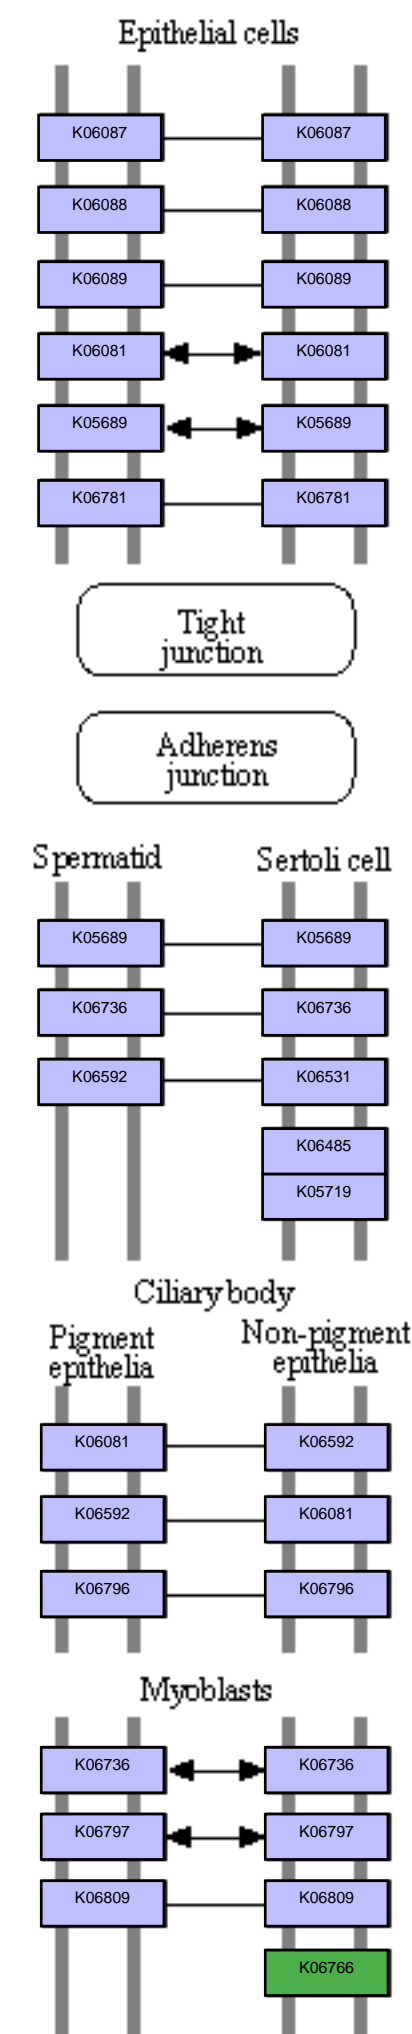 Epithelial cells
K06087 K06087
K06088 K06088
K06089 K06089
K06081 K06081
K05689 K05689
K06781 K06781
Tight
junction
Adherens
junction
Spermatid Sertoli cell
K05689 K05689
K06736 K06736
K06592 K06531
K06485
K05719
Ciliary body
Pigment
epithelia
Non-pigment
epithelia
K06081 K06592
K06592 K06081
K06796 K06796
Myoblasts
K06736 K06736
K06797 K06797
K06809 K06809
K06766